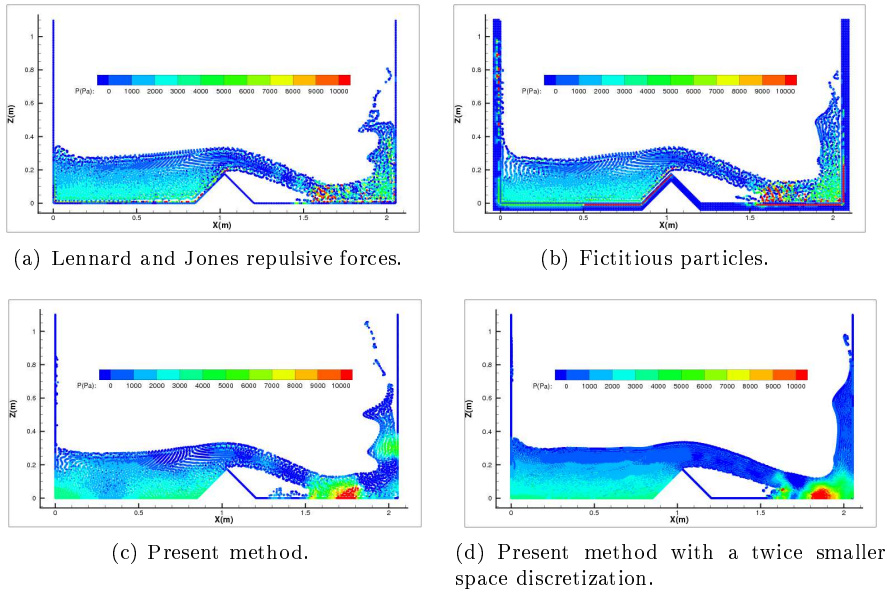 1
0.8
Z(m)
0.6
0.4
0.2
0
P(Pa): 0 1000 2000 3000 4000 5000 6000 7000 8000 9000 10000
0 0.5 1 1.5 2
X(m)
(a) Lennard and Jones repulsive forces.
1
0.8
Z(m)
0.6
0.4
0.2
0
P(Pa): 0 1000 2000 3000 4000 5000 6000 7000 8000 9000 10000
0 0.5 1 1.5 2
X(m)
(b) Fictitious particles.
1
0.8
0.6
Z(m)
0.4
0.2
0
P(Pa): 0 1000 2000 3000 4000 5000 6000 7000 8000 9000 10000
0 0.5 1 1.5 2
X(m)
(c) Present method.
1
0.8
0.6
Z(m)
0.4
0.2
0
P(Pa): 0 1000 2000 3000 4000 5000 6000 7000 8000 9000 10000
0 0.5 1 1.5 2
X(m)
(d) Present method with a twice smaller
space discretization.